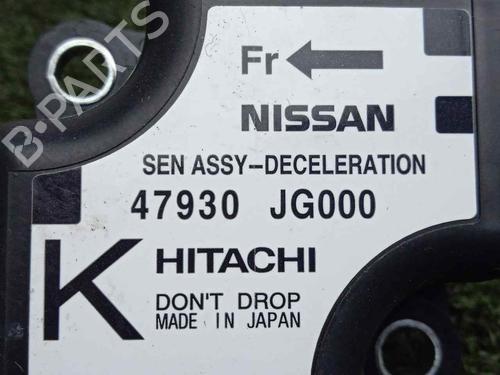 B-PARTS
Fr
NISSAN
SEN ASSY-DECELERATION
47930 JG000
K
HITACHI
DON'T DROP
MADE IN JAPAN